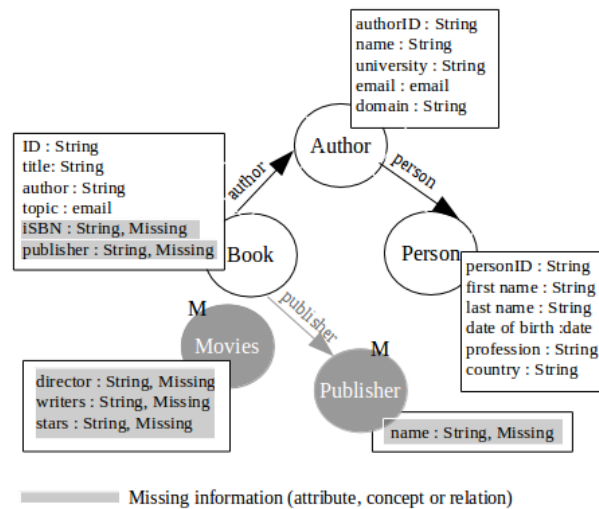 authorID : String
name : String
university : String
email : email
domain : String
Author
ID : String
title: String
author : String
topic : email
iSBN : String, Missing
publisher : String, Missing
author
person
Book
Person
personID : String
first name : String
last name : String
date of birth :date
profession : String
country : String
publisher
M
Movies
M
Publisher
director : String, Missing
writers : String, Missing
stars : String, Missing
name : String, Missing
Missing information (attribute, concept or relation)